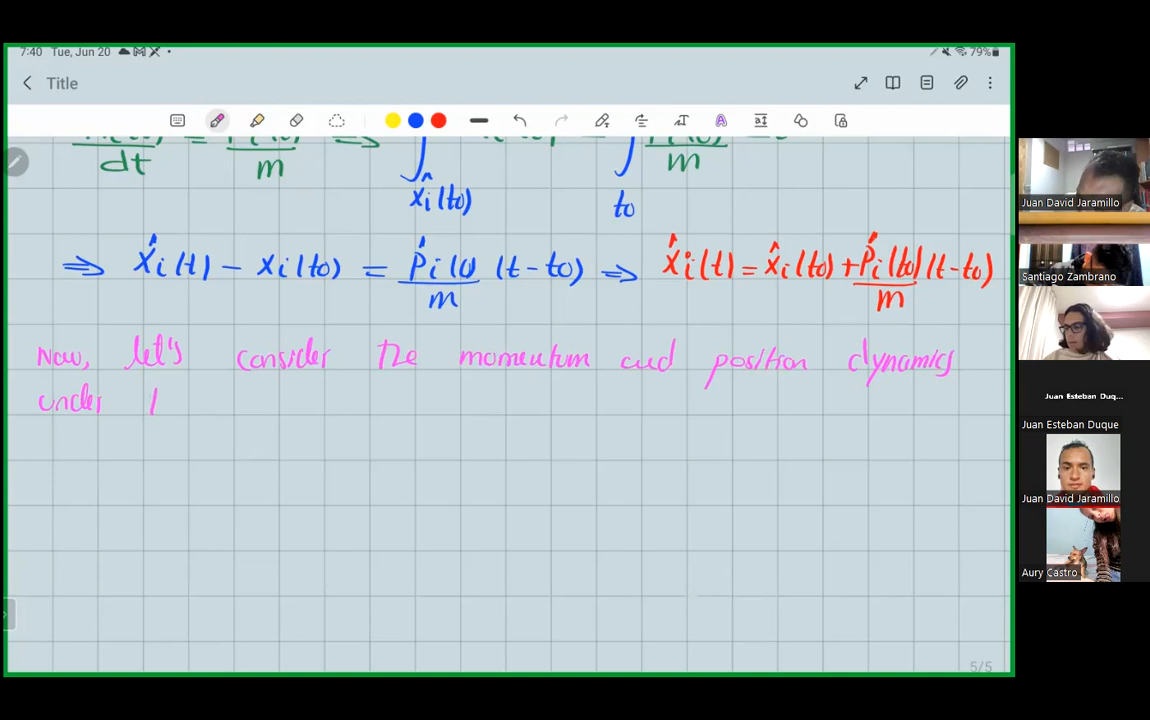 7:40 Tue, Jun 20
79%
Title
dt m m
x̂i(t0) t0
⇒ x̂i(t) - xi(t0) = p̂i(t)/m (t-t0) ⇒ x̂i(t) = x̂i(t0) + p̂i(t0)/m (t-t0)
Now, let's consider the momentum and position dynamics
under
5/5
Juan David Jaramillo
Santiago Zambrano
Juan Esteban Duq...
Juan Esteban Duque
Juan David Jaramillo
Aury Castro